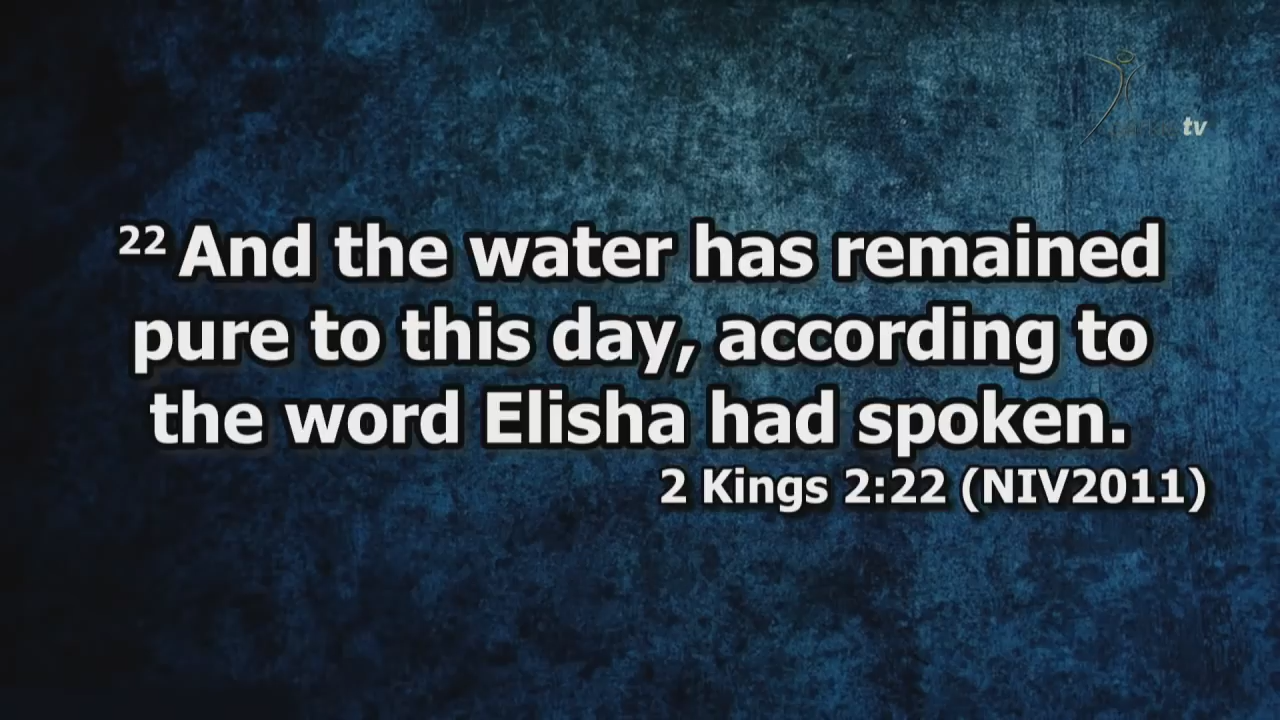 tv
22 And the water has remained
pure to this day, according to
the word Elisha had spoken.
2 Kings 2:22 (NIV2011)